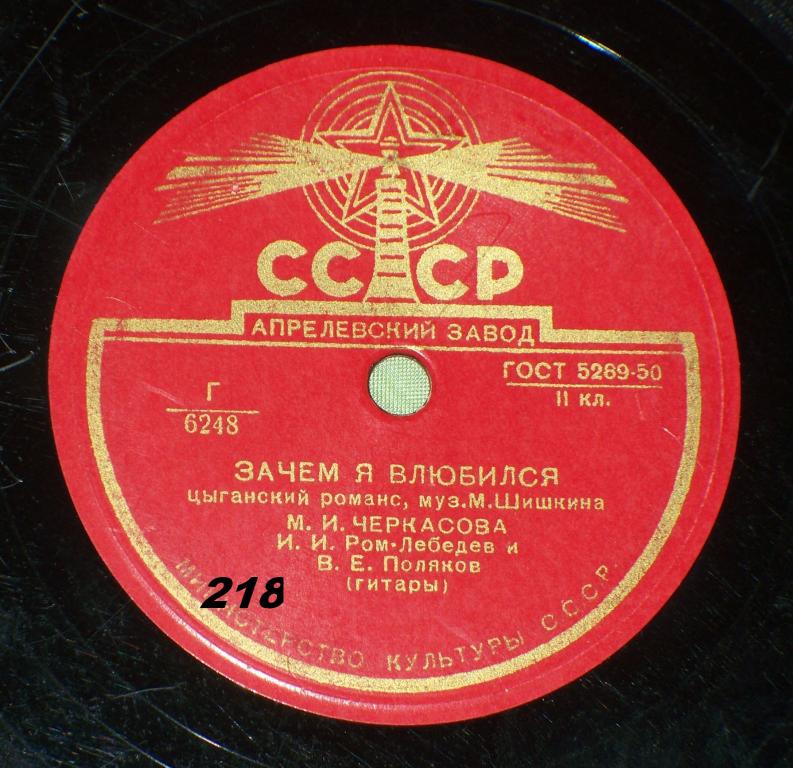 СССР
АПРЕЛЕВСКИЙ ЗАВОД
Г
6248
ГОСТ 5289-50
II кл.
ЗАЧЕМ Я ВЛЮБИЛСЯ
цыганский романс, муз.М.Шишкина
М. И. ЧЕРКАСОВА
И. И. Ром-Лебедев и
В. Е. Поляков
(гитары)
218
МИНИСТЕРСТВО КУЛЬТУРЫ СССР.